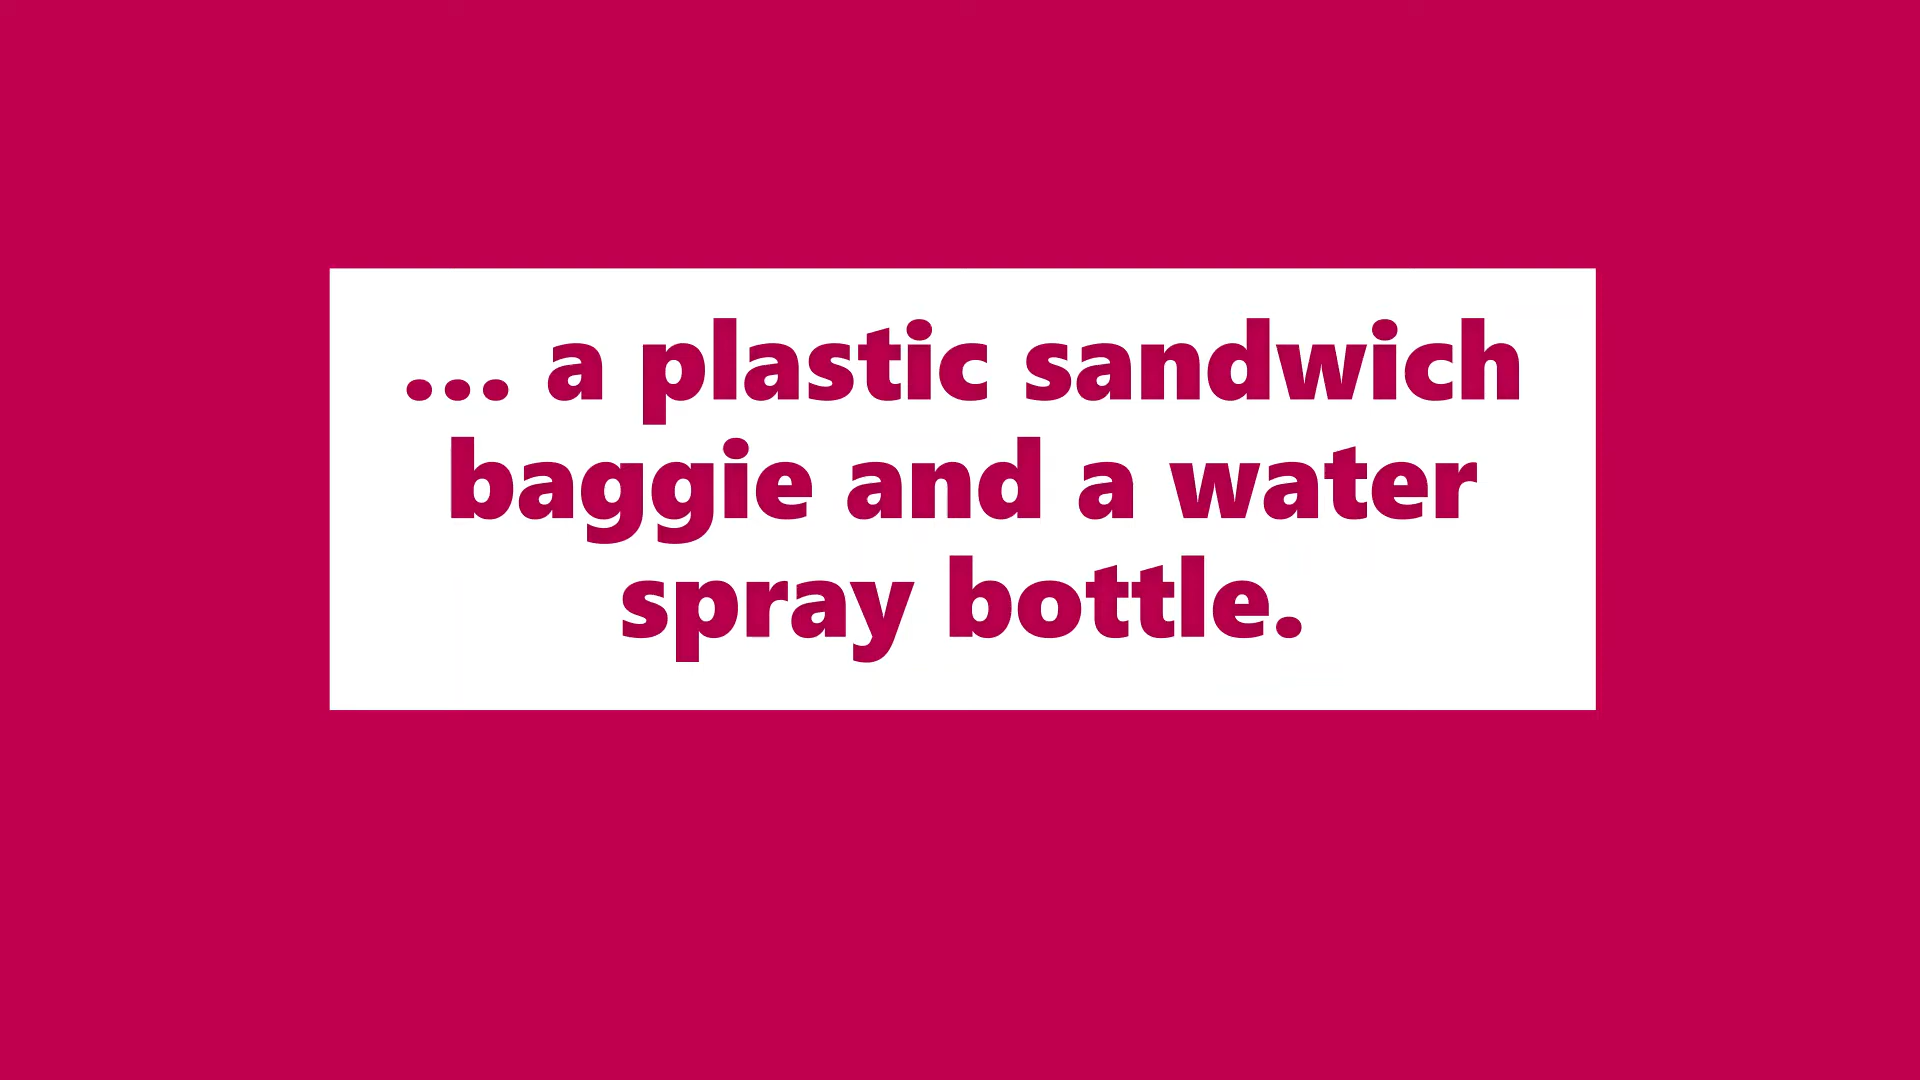 ... a plastic sandwich
baggie and a water
spray bottle.